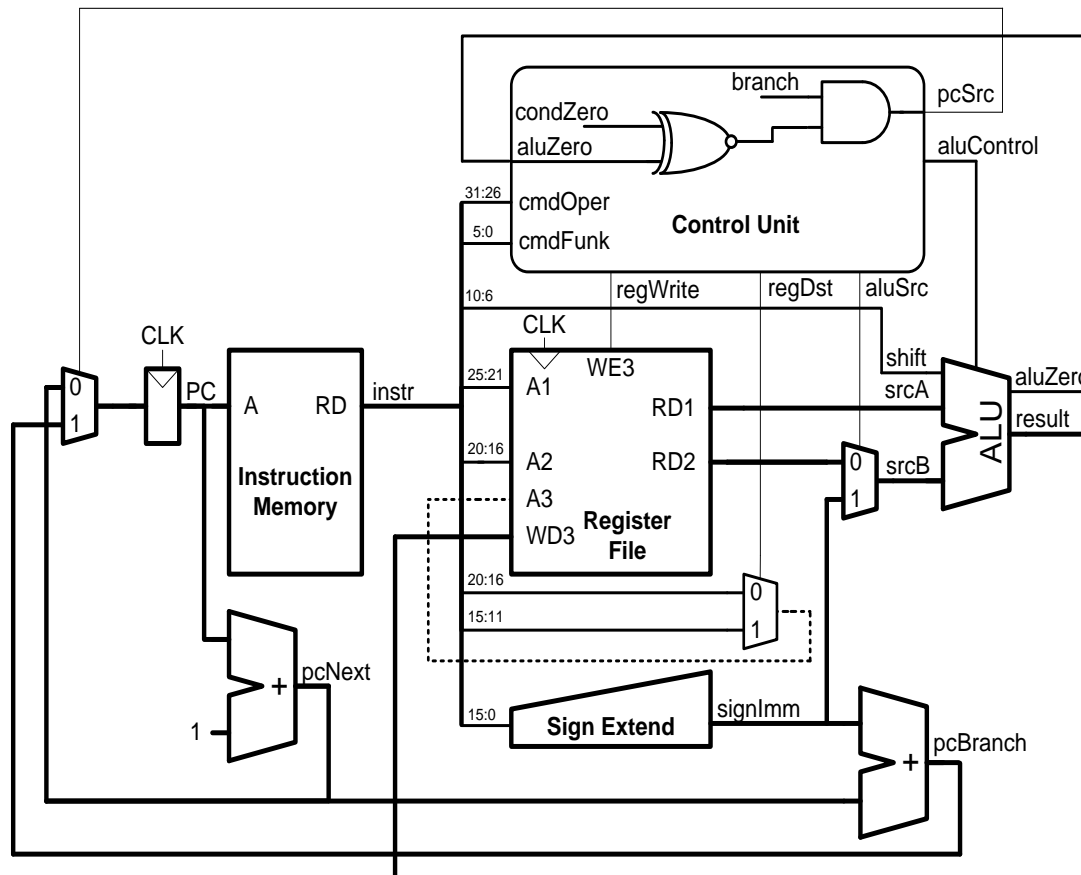 branch
pcSrc
condZero
aluZero
aluControl
31:26
cmdOper
Control Unit
5:0
cmdFunk
regWrite
regDst
aluSrc
10:6
CLK
CLK
shift
WE3
0
PC
A
RD
instr
25:21
A1
srcA
aluZero
1
RD1
result
ALU
Instruction
Memory
20:16
A2
RD2
0
srcB
A3
1
WD3
Register
File
20:16
0
15:11
1
pcNext
+
1
15:0
Sign Extend
signImm
pcBranch
+